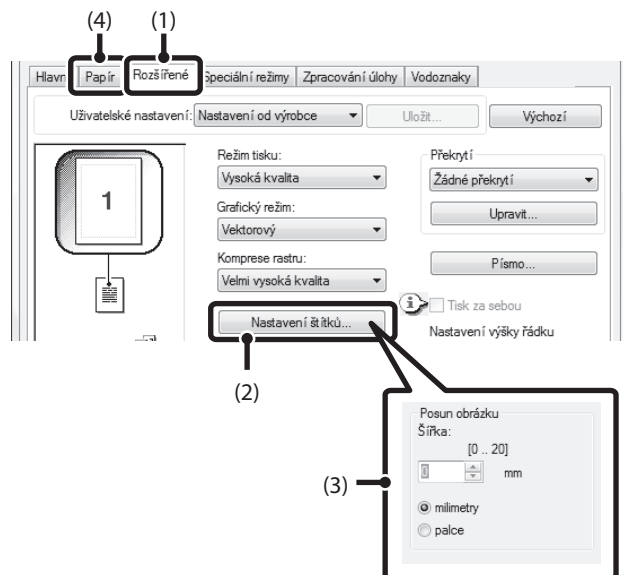 (4) (1)
Hlavn Papír Rozšířené Speciální režimy Zpracování úlohy Vodoznaky
Uživatelské nastavení: Nastavení od výrobce Uložit... Výchozí
Režim tisku: Překrytí
Vysoká kvalita Žádné překrytí
1
Grafický režim: Upravit...
Vektorový
Komprese rastru: Písmo...
Velmi vysoká kvalita
Tisk za sebou
Nastavení štítků... Nastavení výšky řádku
(2)
Posun obrázku
Šířka:
[0 .. 20]
0 mm
(3)
milimetry
palce